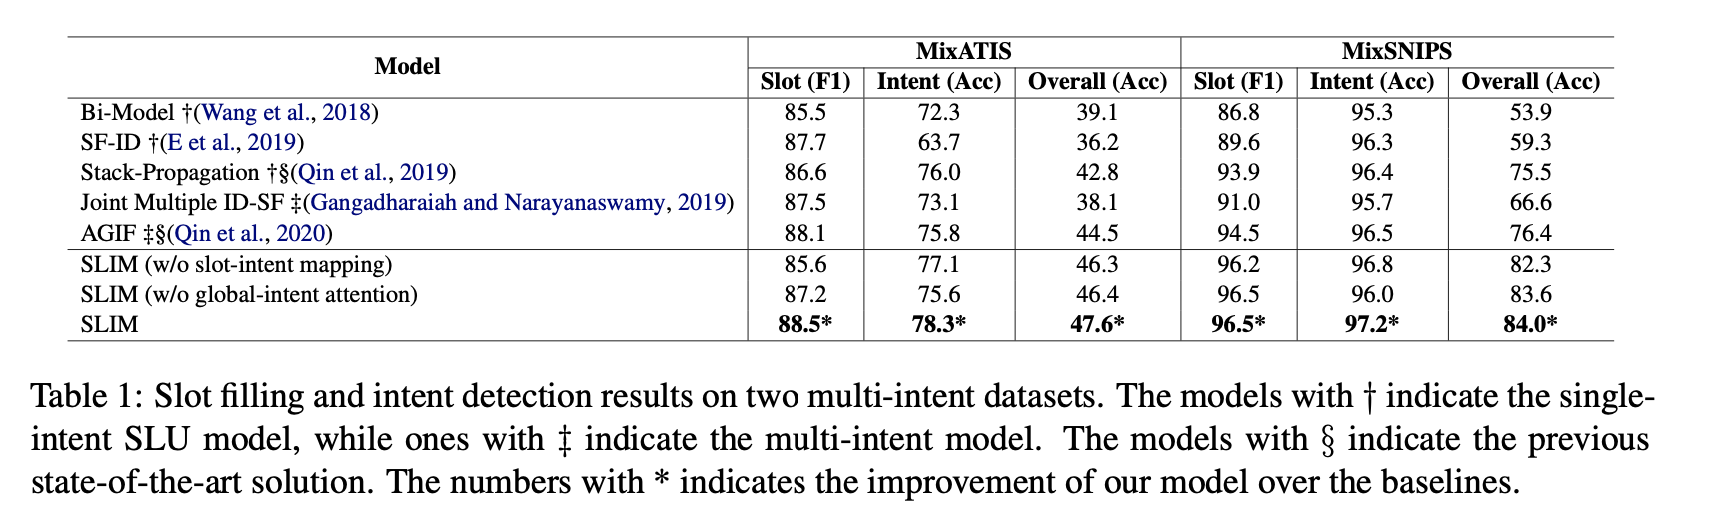 Model MixATIS MixSNIPS
Slot (F1) Intent (Acc) Overall (Acc) Slot (F1) Intent (Acc) Overall (Acc)
Bi-Model †(Wang et al., 2018) 85.5 72.3 39.1 86.8 95.3 53.9
SF-ID †(E et al., 2019) 87.7 63.7 36.2 89.6 96.3 59.3
Stack-Propagation †§(Qin et al., 2019) 86.6 76.0 42.8 93.9 96.4 75.5
Joint Multiple ID-SF ‡(Gangadharaiah and Narayanaswamy, 2019) 87.5 73.1 38.1 91.0 95.7 66.6
AGIF ‡§(Qin et al., 2020) 88.1 75.8 44.5 94.5 96.5 76.4
SLIM (w/o slot-intent mapping) 85.6 77.1 46.3 96.2 96.8 82.3
SLIM (w/o global-intent attention) 87.2 75.6 46.4 96.5 96.0 83.6
SLIM 88.5* 78.3* 47.6* 96.5* 97.2* 84.0*
Table 1: Slot filling and intent detection results on two multi-intent datasets. The models with † indicate the single-
intent SLU model, while ones with ‡ indicate the multi-intent model. The models with § indicate the previous
state-of-the-art solution. The numbers with * indicates the improvement of our model over the baselines.